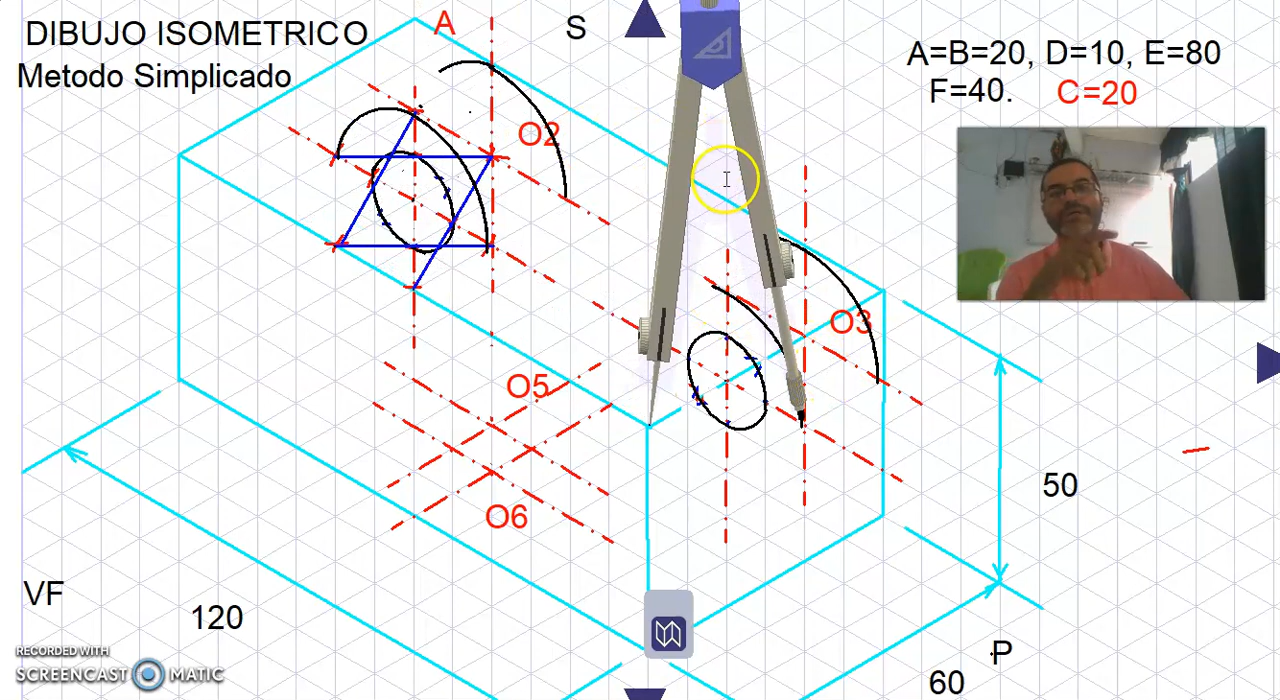 DIBUJO ISOMETRICO
Metodo Simplicado
A
S
A=B=20, D=10, E=80
F=40. C=20
O2
O3
O5
O6
50
VF
120
P
60
RECORDED WITH
SCREENCAST MATIC